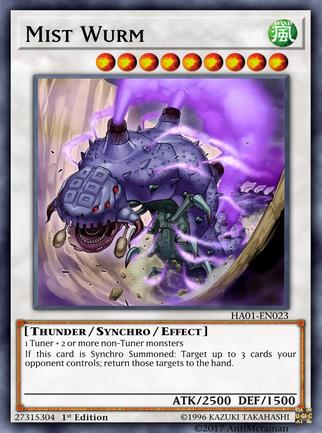 MIST WURM
WIND
風
HA01-EN023
[THUNDER / SYNCHRO / EFFECT]
1 Tuner + 2 or more non-Tuner monsters
If this card is Synchro Summoned: Target up to 3 cards your
opponent controls; return those targets to the hand.
ATK/2500 DEF/1500
27315304 1st Edition ©1996 KAZUKI TAKAHASHI
©2017 AntiMetaman